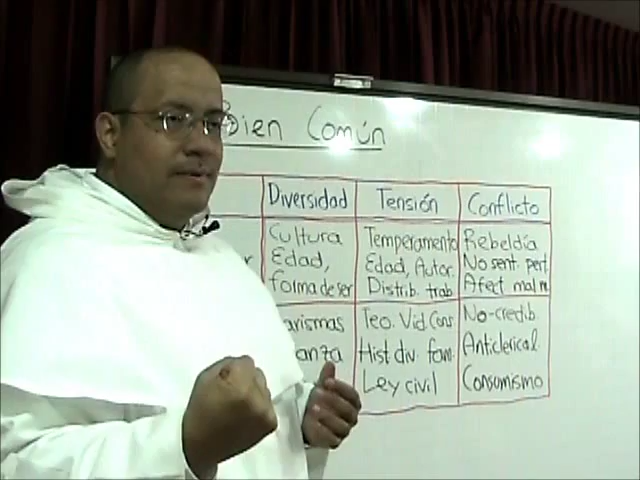 Bien Común
Diversidad Tensión Conflicto
Cultura Temperamento Rebeldía
Edad, Edad, Autor. No sent. pert.
forma de ser Distrib. trab Afect mal
arismas Teo. Vid. Cons No-credib.
anza Hist div. fam. Anticlerical.
Ley civil Consumismo